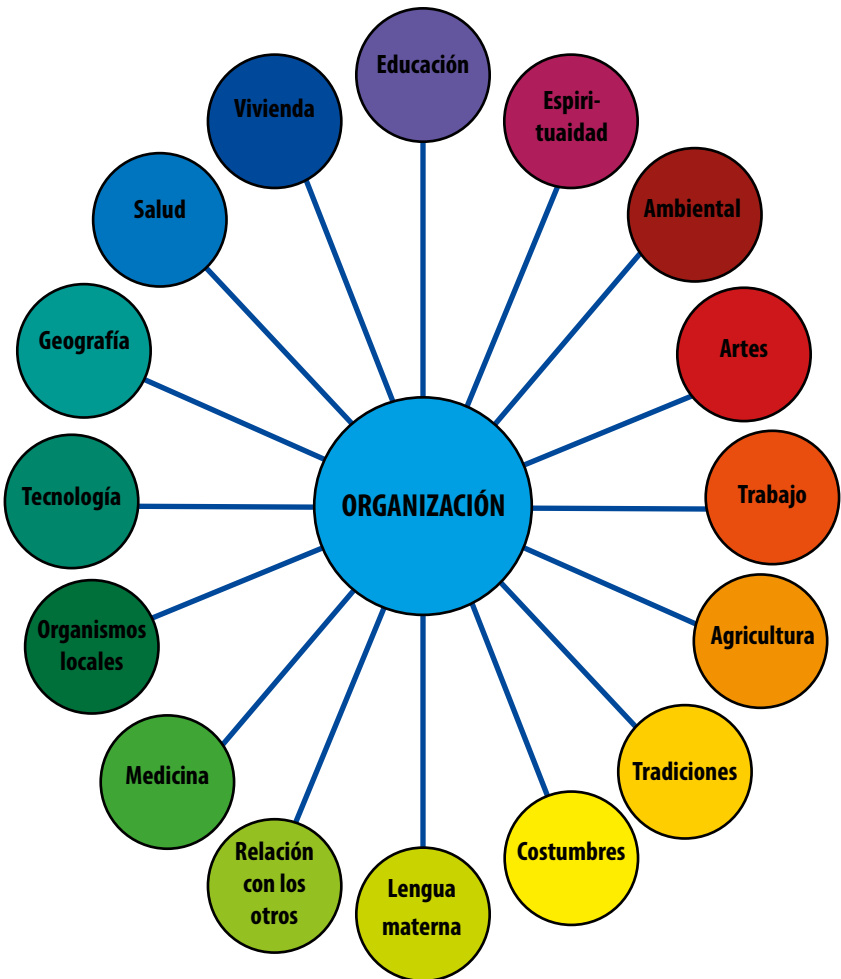 Educación
Espiri-
tuaidad
Ambiental
Artes
Trabajo
Agricultura
Tradiciones
Costumbres
Lengua
materna
Relación
con los
otros
Medicina
Organismos
locales
Tecnología
Geografía
Salud
Vivienda
ORGANIZACIÓN